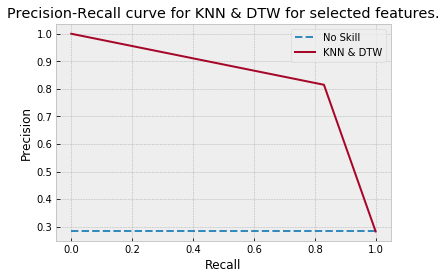 Precision-Recall curve for KNN & DTW for selected features.
No Skill
KNN & DTW
1.0
0.9
0.8
0.7
0.6
0.5
0.4
0.3
Precision
0.0 0.2 0.4 0.6 0.8 1.0
Recall